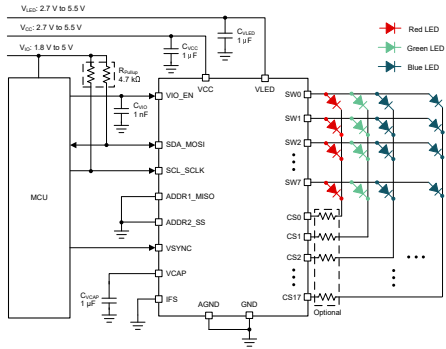 VLED: 2.7 V to 5.5 V
VCC: 2.7 V to 5.5 V
VIO: 1.8 V to 5 V
CVCC
1 µF
CVLED
1 µF
Red LED
Green LED
Blue LED
RPullup
4.7 kΩ
CVIO
1 nF
MCU
VCC
VLED
VIO_EN
SDA_MOSI
SCL_SCLK
ADDR1_MISO
ADDR2_SS
VSYNC
VCAP
IFS
CVCAP
1 µF
AGND
GND
SW0
SW1
SW2
SW7
CS0
CS1
CS2
CS17
Optional